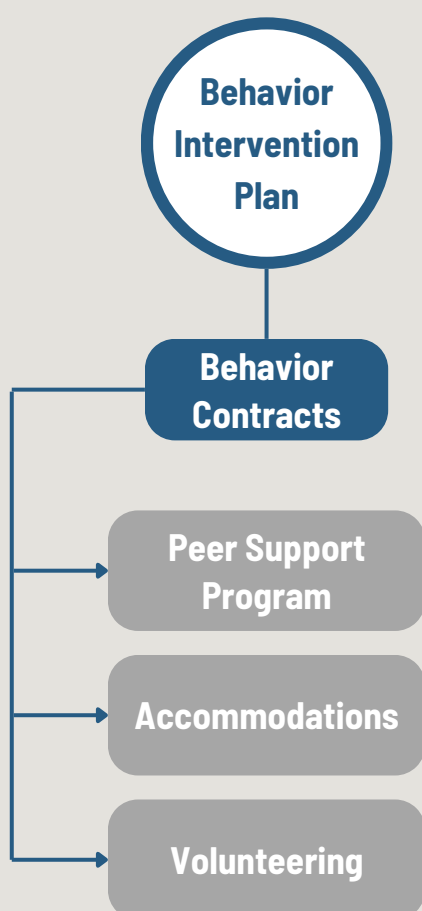 Behavior
Intervention
Plan
Behavior
Contracts
Peer Support
Program
Accommodations
Volunteering